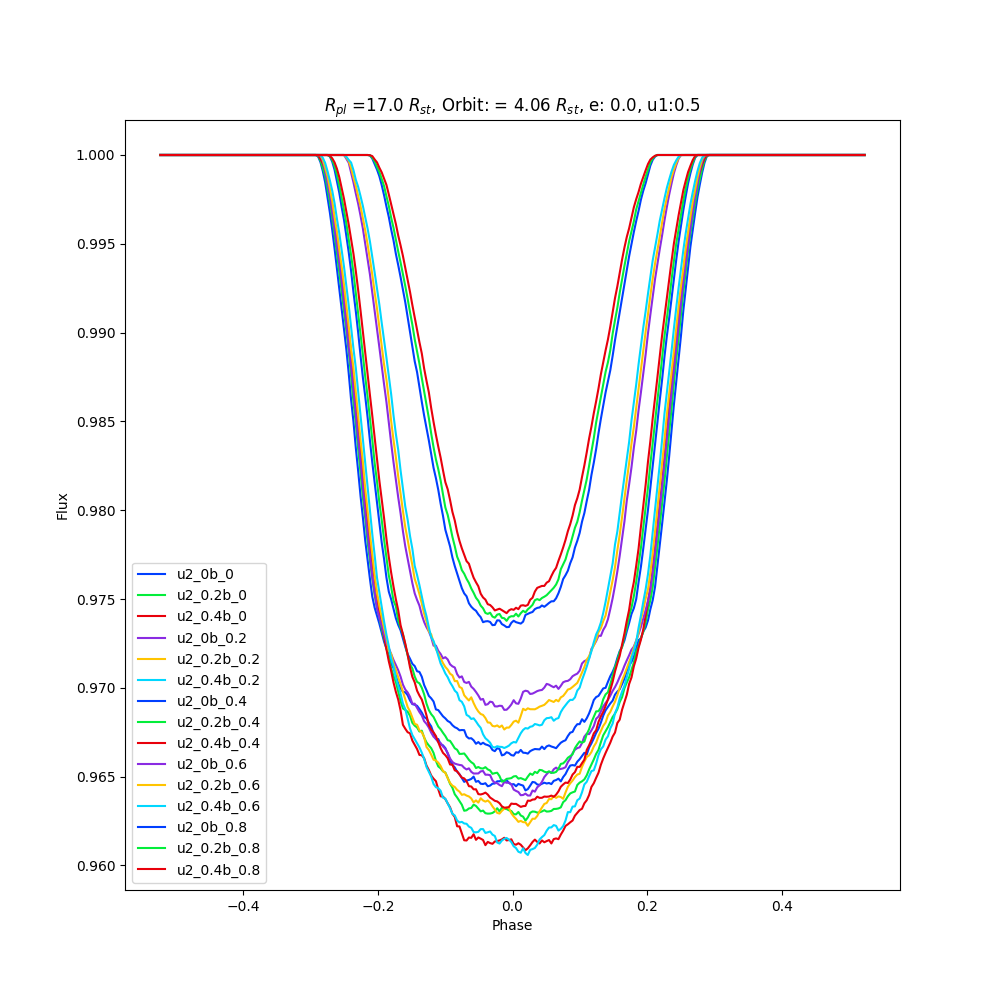 R_pl =17.0 R_st, Orbit: = 4.06 R_st, e: 0.0, u1:0.5
1.000
0.995
0.990
0.985
0.980
0.975
0.970
0.965
0.960
Flux
u2_0b_0
u2_0.2b_0
u2_0.4b_0
u2_0b_0.2
u2_0.2b_0.2
u2_0.4b_0.2
u2_0b_0.4
u2_0.2b_0.4
u2_0.4b_0.4
u2_0b_0.6
u2_0.2b_0.6
u2_0.4b_0.6
u2_0b_0.8
u2_0.2b_0.8
u2_0.4b_0.8
−0.4 −0.2 0.0 0.2 0.4
Phase